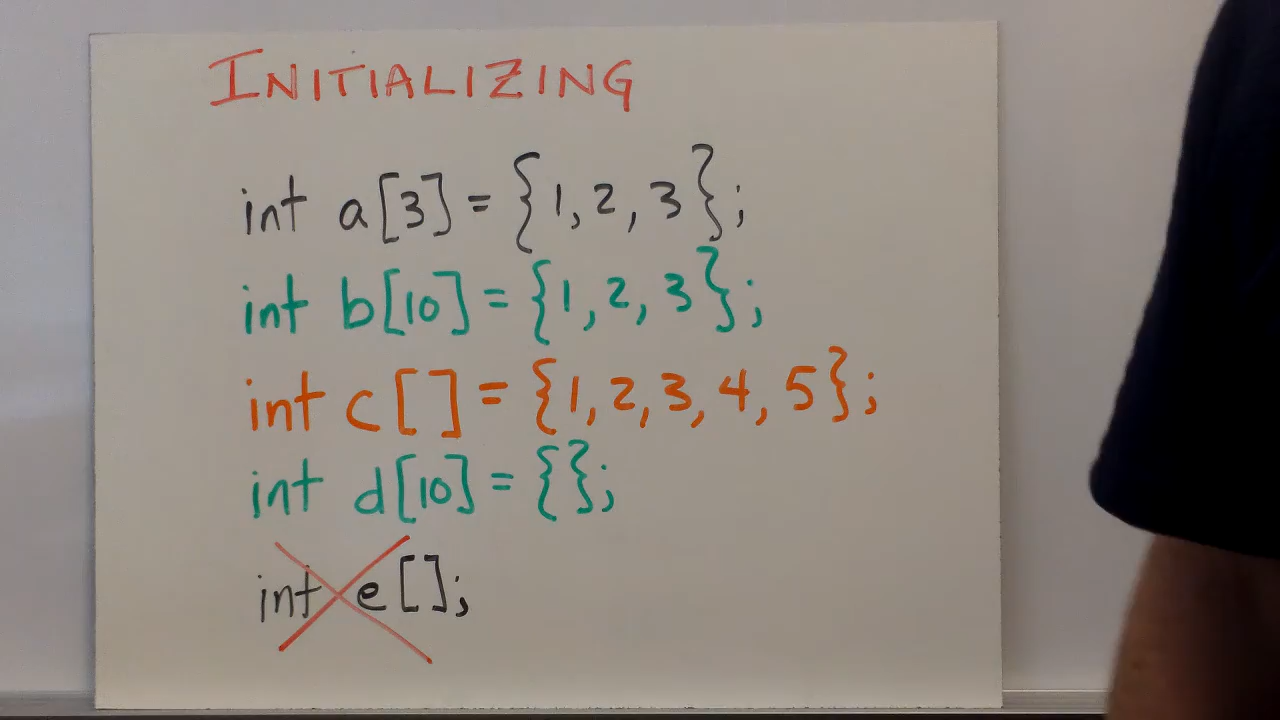 INITIALIZING
int a[3] = {1, 2, 3};
int b[10] = {1, 2, 3};
int c[] = {1, 2, 3, 4, 5};
int d[10] = {};
int e[];